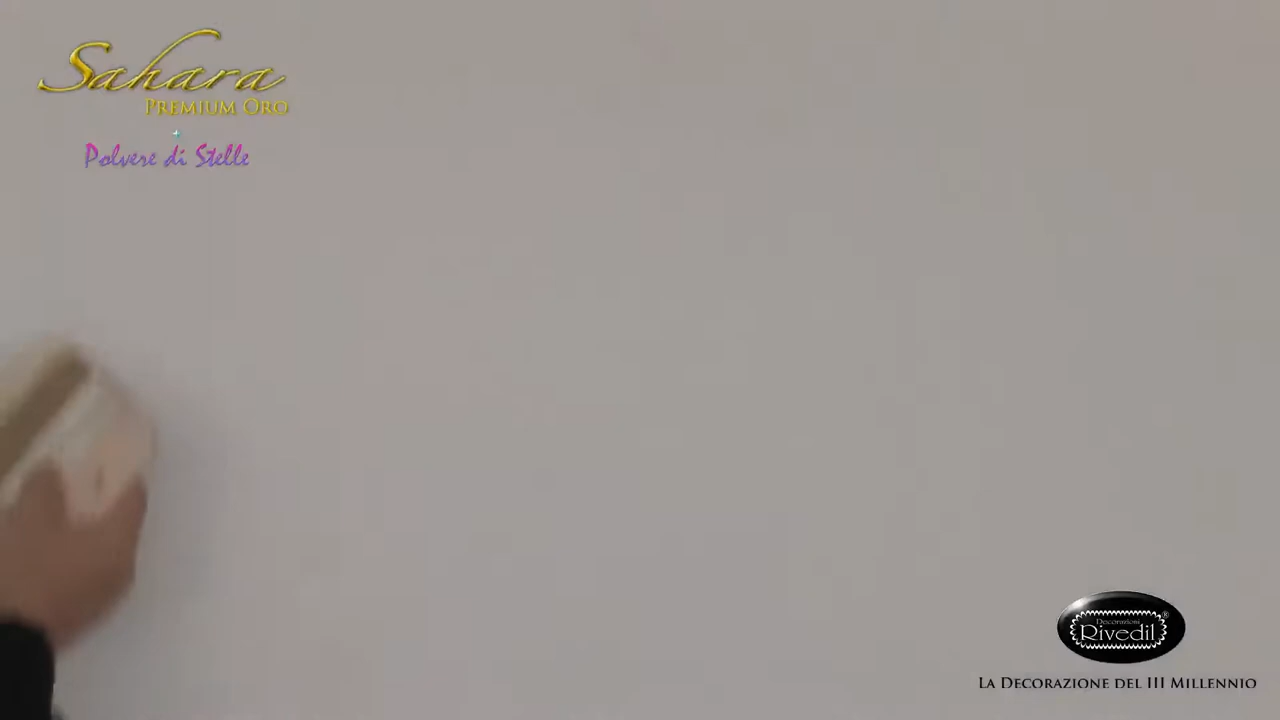 Sahara
PREMIUM ORO
+
Polvere di Stelle
Decorazioni
Rivedil®
LA DECORAZIONE DEL III MILLENNIO